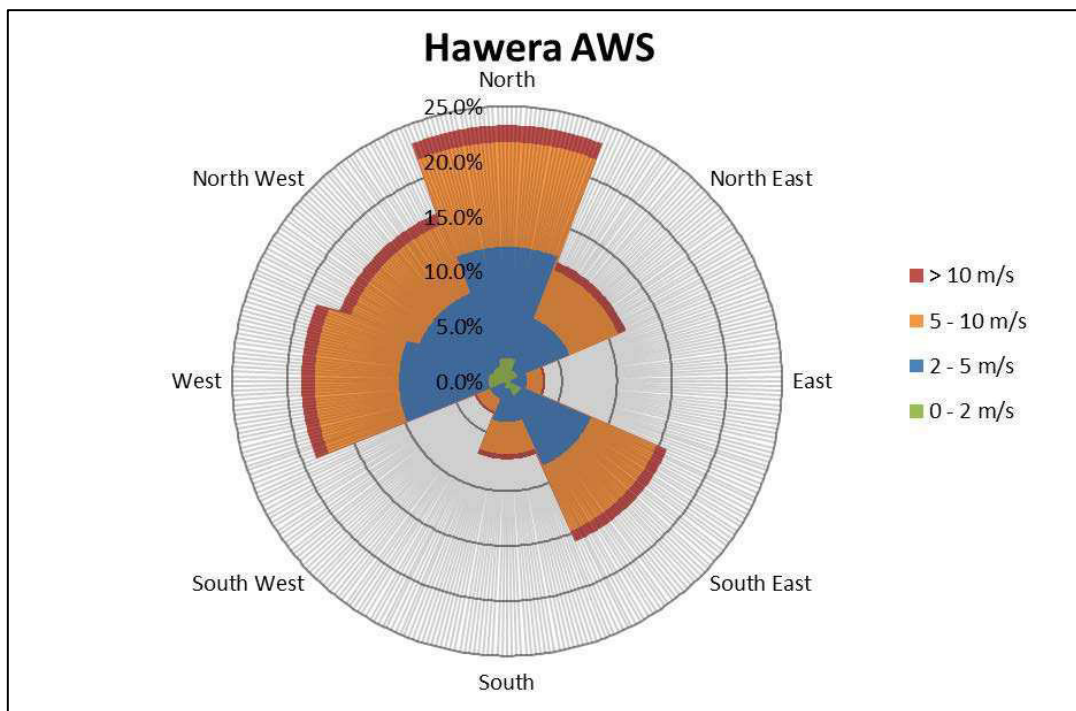 Hawera AWS
North
25.0%
20.0%
North West
North East
15.0%
10.0%
5.0%
West
0.0%
East
South West
South East
South
> 10 m/s
5 - 10 m/s
2 - 5 m/s
0 - 2 m/s